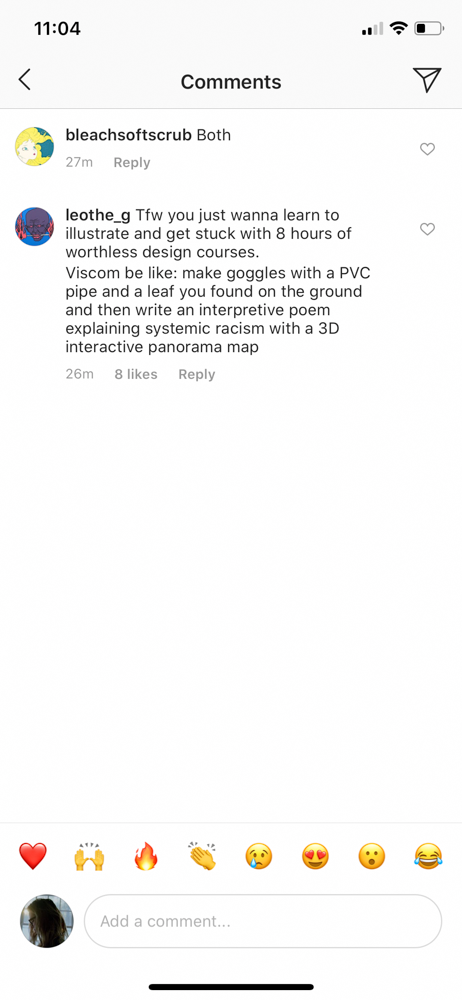 11:04
Comments
bleachsoftscrub Both
27m Reply
leothe_g Tfw you just wanna learn to
illustrate and get stuck with 8 hours of
worthless design courses.
Viscom be like: make goggles with a PVC
pipe and a leaf you found on the ground
and then write an interpretive poem
explaining systemic racism with a 3D
interactive panorama map
26m 8 likes Reply
Add a comment...